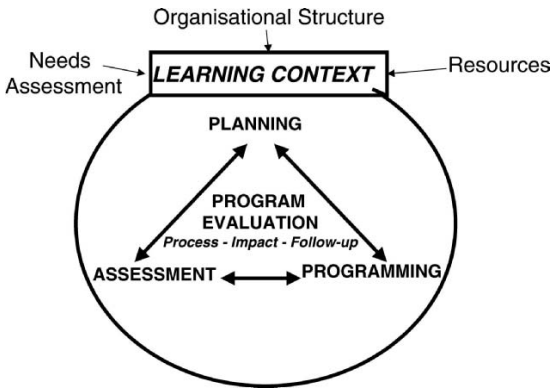 Organisational Structure
Needs
Assessment
LEARNING CONTEXT
Resources
PLANNING
PROGRAM
EVALUATION
Process - Impact - Follow-up
ASSESSMENT
PROGRAMMING